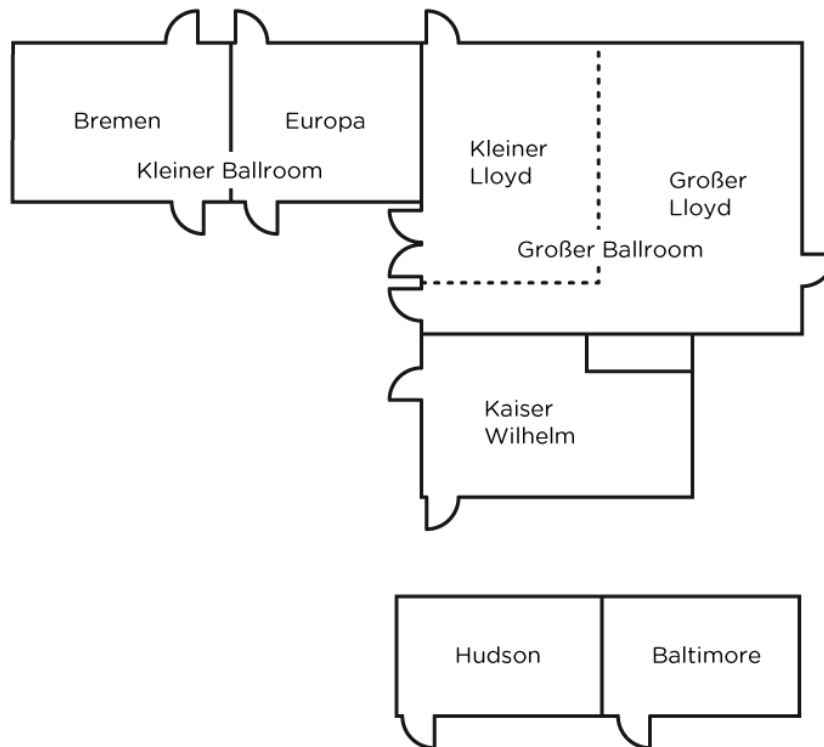 Bremen
Europa
Kleiner Ballroom
Kleiner
Lloyd
Großer
Lloyd
Großer Ballroom
Kaiser
Wilhelm
Hudson
Baltimore